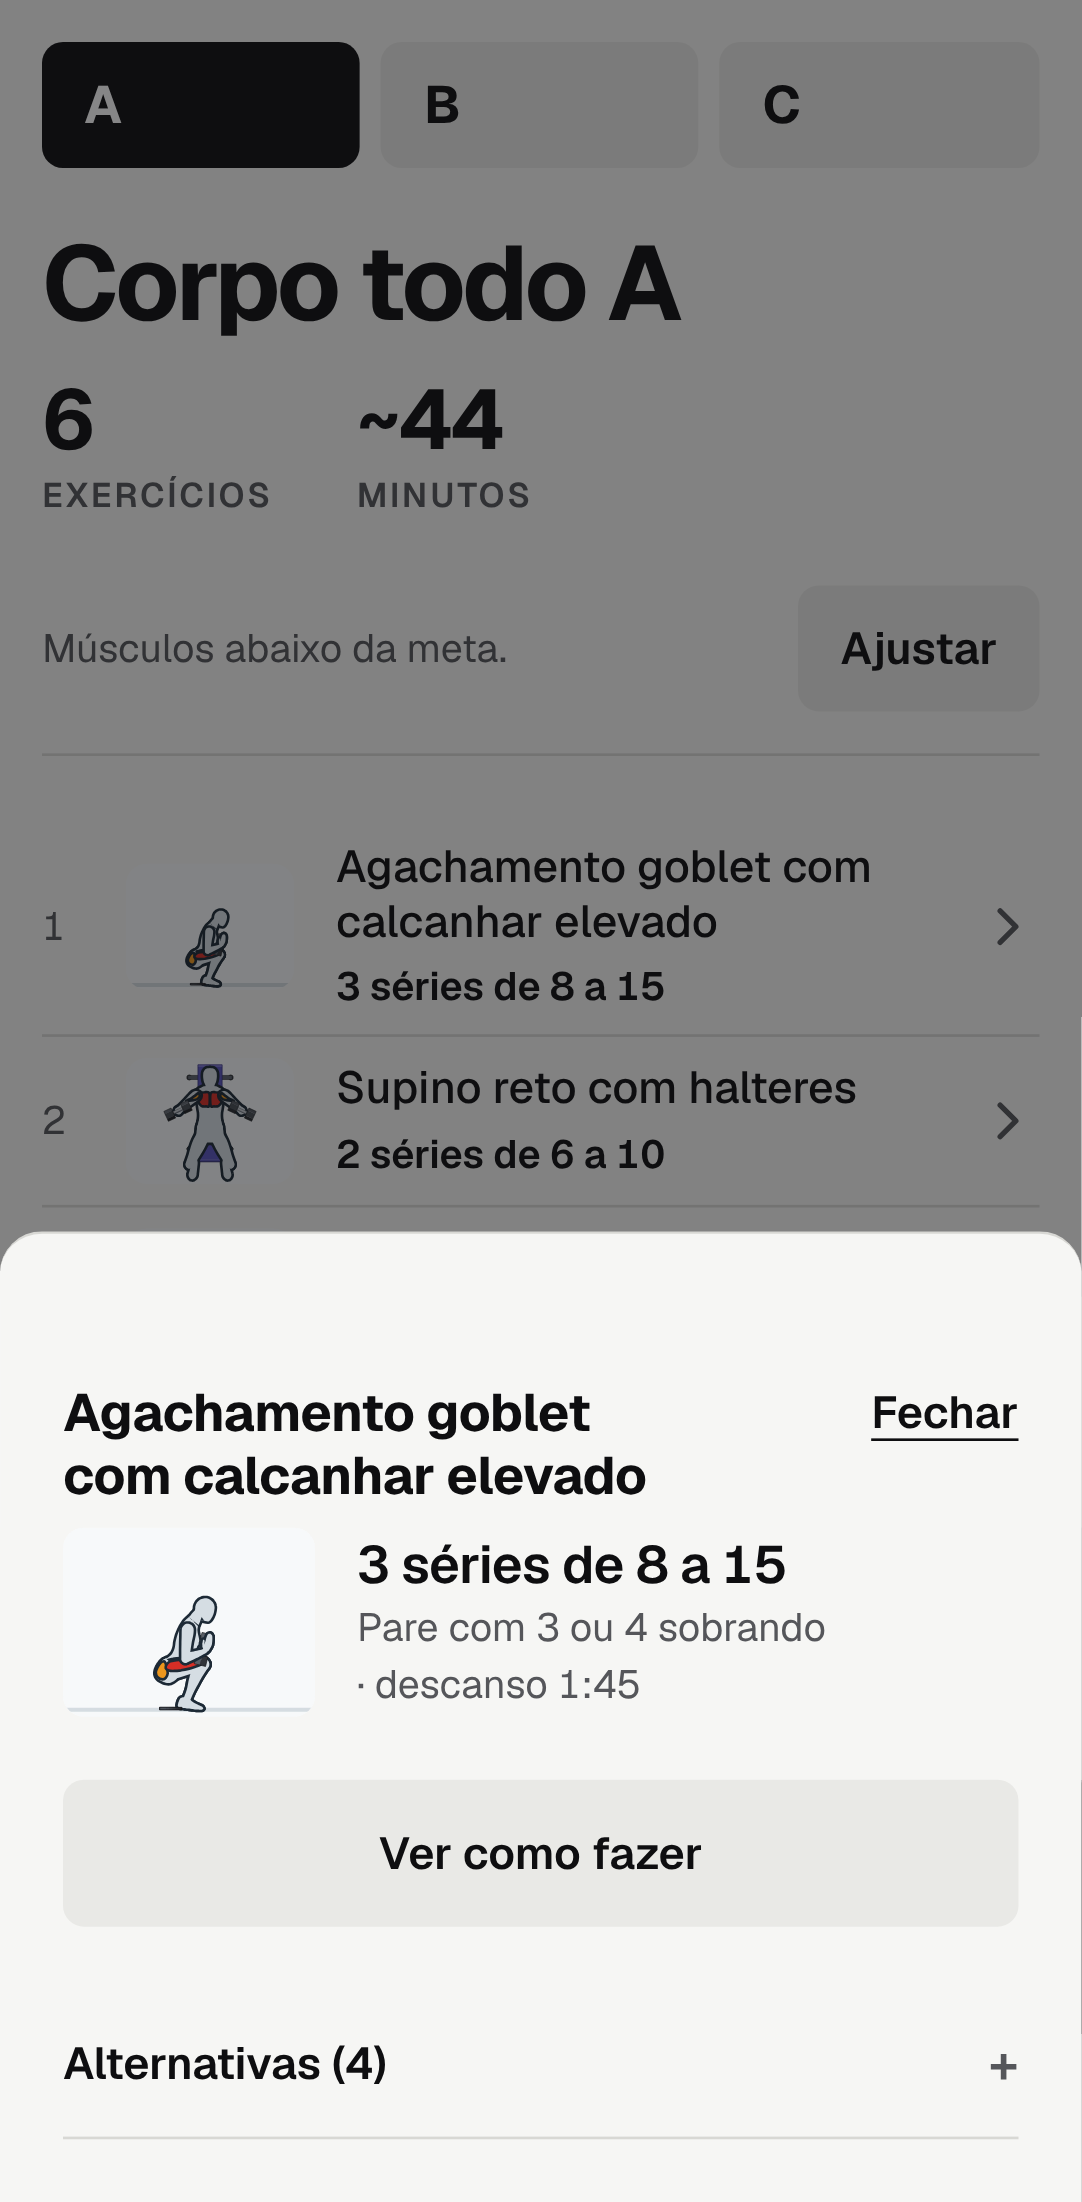 A
B
C
Corpo todo A
6
~44
EXERCÍCIOS
MINUTOS
Músculos abaixo da meta.
Ajustar
1
Agachamento goblet com
calcanhar elevado
3 séries de 8 a 15
2
Supino reto com halteres
2 séries de 6 a 10
Agachamento goblet
com calcanhar elevado
Fechar
3 séries de 8 a 15
Pare com 3 ou 4 sobrando
· descanso 1:45
Ver como fazer
Alternativas (4)
+